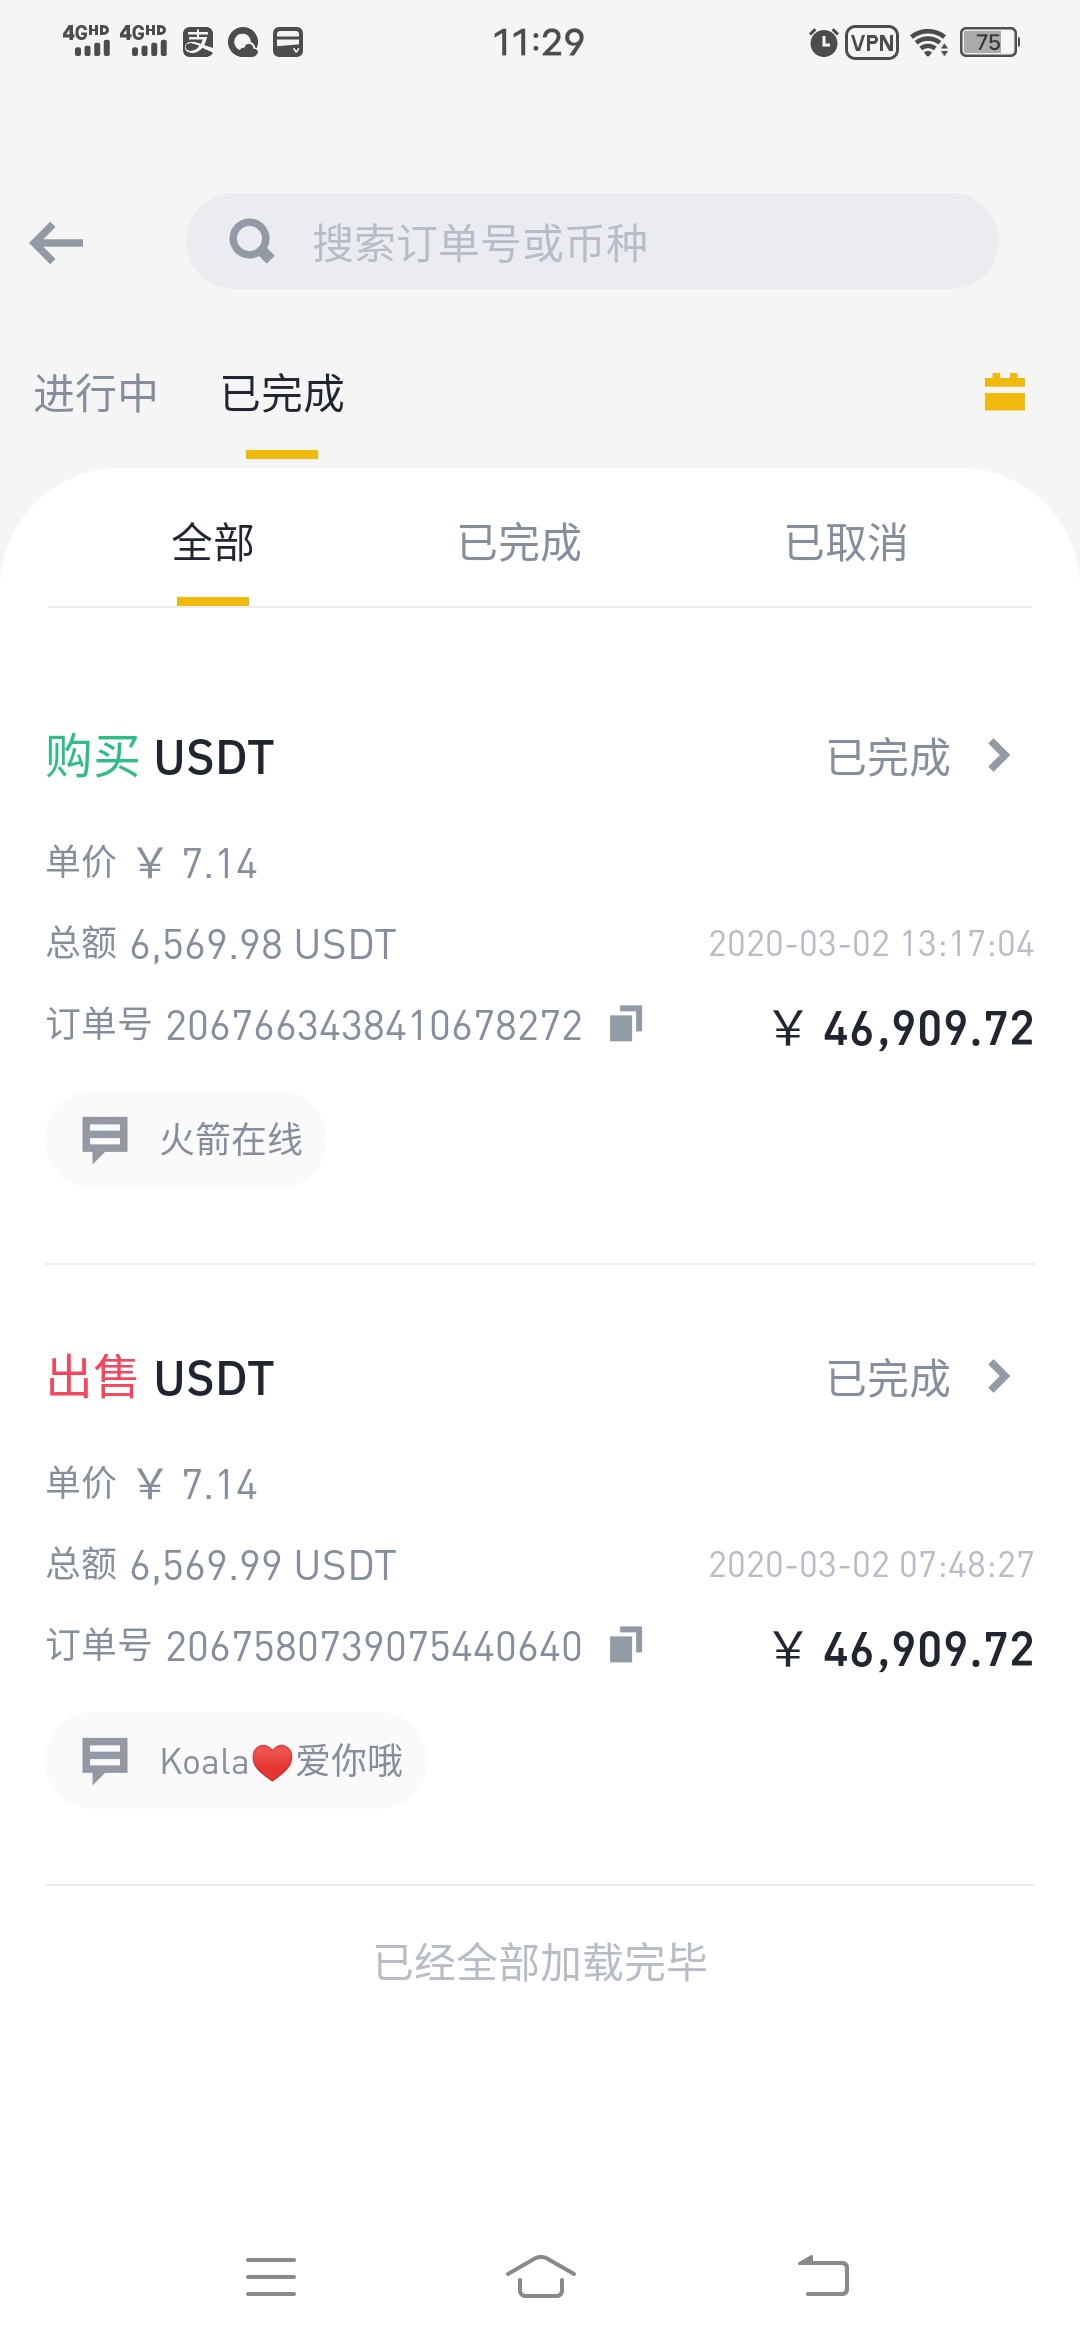 4GHD 4GHD 支 11:29 VPN 75
搜索订单号或币种
进行中 已完成
全部 已完成 已取消
购买 USDT 已完成
单价 ¥ 7.14
总额 6,569.98 USDT 2020-03-02 13:17:04
订单号 20676634384106​78272 ¥ 46,909.72
火箭在线
出售 USDT 已完成
单价 ¥ 7.14
总额 6,569.99 USDT 2020-03-02 07:48:27
订单号 2067580739075440640 ¥ 46,909.72
Koala❤️爱你哦
已经全部加载完毕